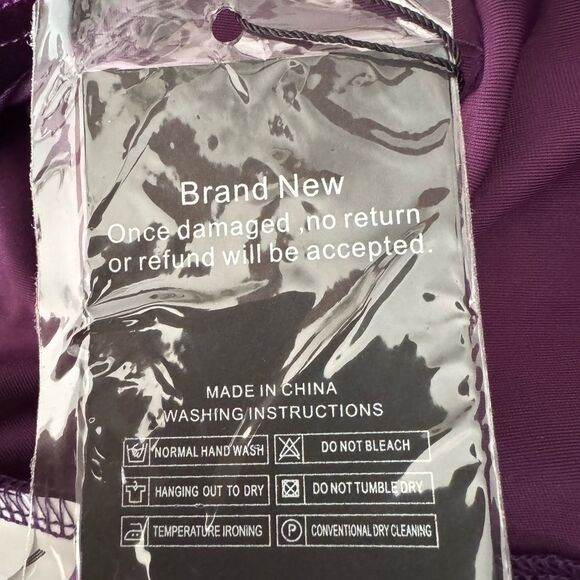 Brand New
Once damaged ,no return
or refund will be accepted.
MADE IN CHINA
WASHING INSTRUCTIONS
NORMAL HAND WASH
DO NOT BLEACH
HANGING OUT TO DRY
DO NOT TUMBLE DRY
TEMPERATURE IRONING
P CONVENTIONAL DRY CLEANING